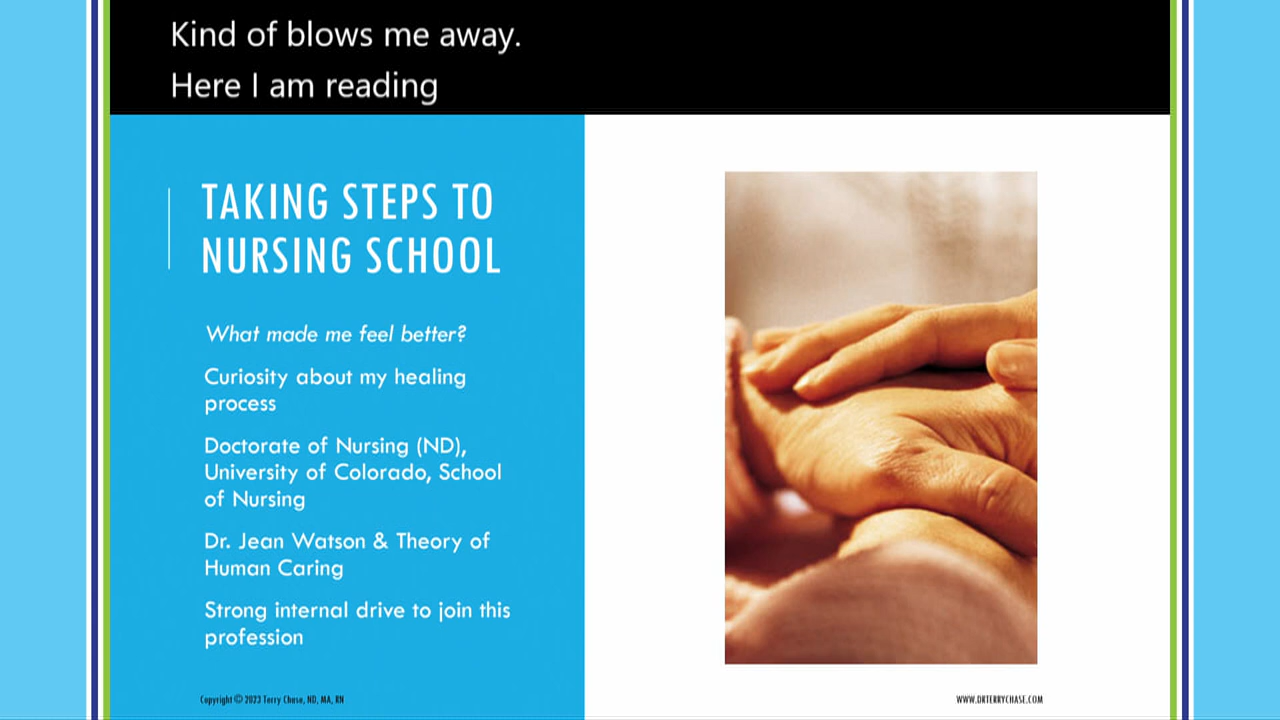 Kind of blows me away.
Here I am reading
TAKING STEPS TO
NURSING SCHOOL
What made me feel better?
Curiosity about my healing
process
Doctorate of Nursing (ND),
University of Colorado, School
of Nursing
Dr. Jean Watson & Theory of
Human Caring
Strong internal drive to join this
profession
Copyright © 2023 Terry Chase, ND, MA, RN
WWW.DRTERRYCHASE.COM